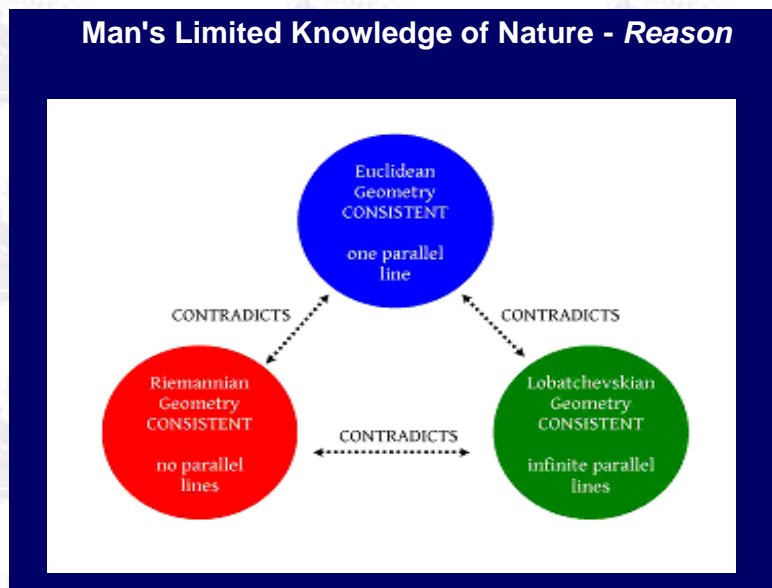 Man's Limited Knowledge of Nature - Reason
Euclidean
Geometry
CONSISTENT
one parallel
line
CONTRADICTS
CONTRADICTS
Riemannian
Geometry
CONSISTENT
no parallel
lines
CONTRADICTS
Lobatchevskian
Geometry
CONSISTENT
infinite parallel
lines